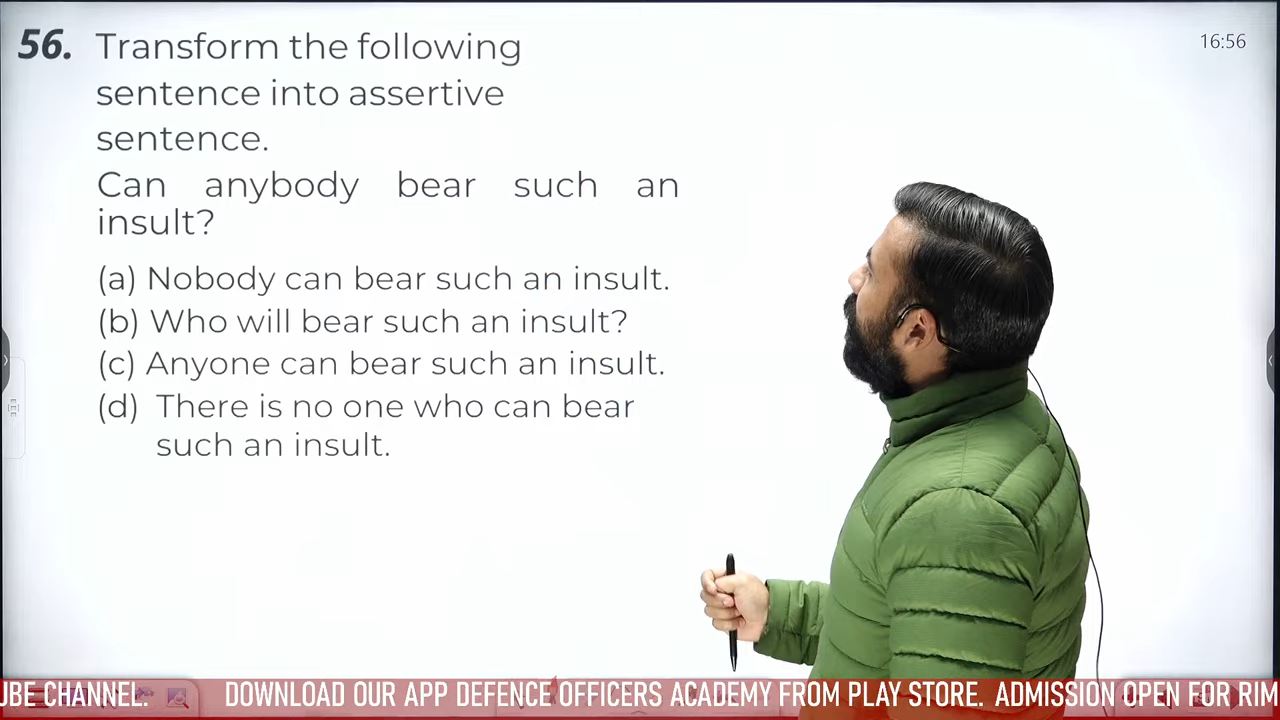 56. Transform the following
16:56
sentence into assertive
sentence.
Can anybody bear such an
insult?
(a) Nobody can bear such an insult.
(b) Who will bear such an insult?
(c) Anyone can bear such an insult.
(d) There is no one who can bear
such an insult.
UBE CHANNEL. DOWNLOAD OUR APP DEFENCE OFFICERS ACADEMY FROM PLAY STORE. ADMISSION OPEN FOR RIM